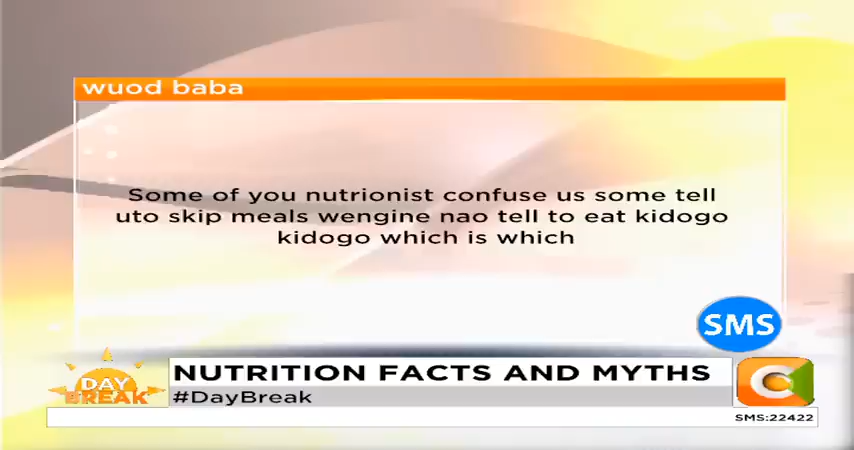 wuod baba
Some of you nutrionist confuse us some tell
uto skip meals wengine nao tell to eat kidogo
kidogo which is which
SMS
DAY
BREAK
NUTRITION FACTS AND MYTHS
#DayBreak
SMS:22422